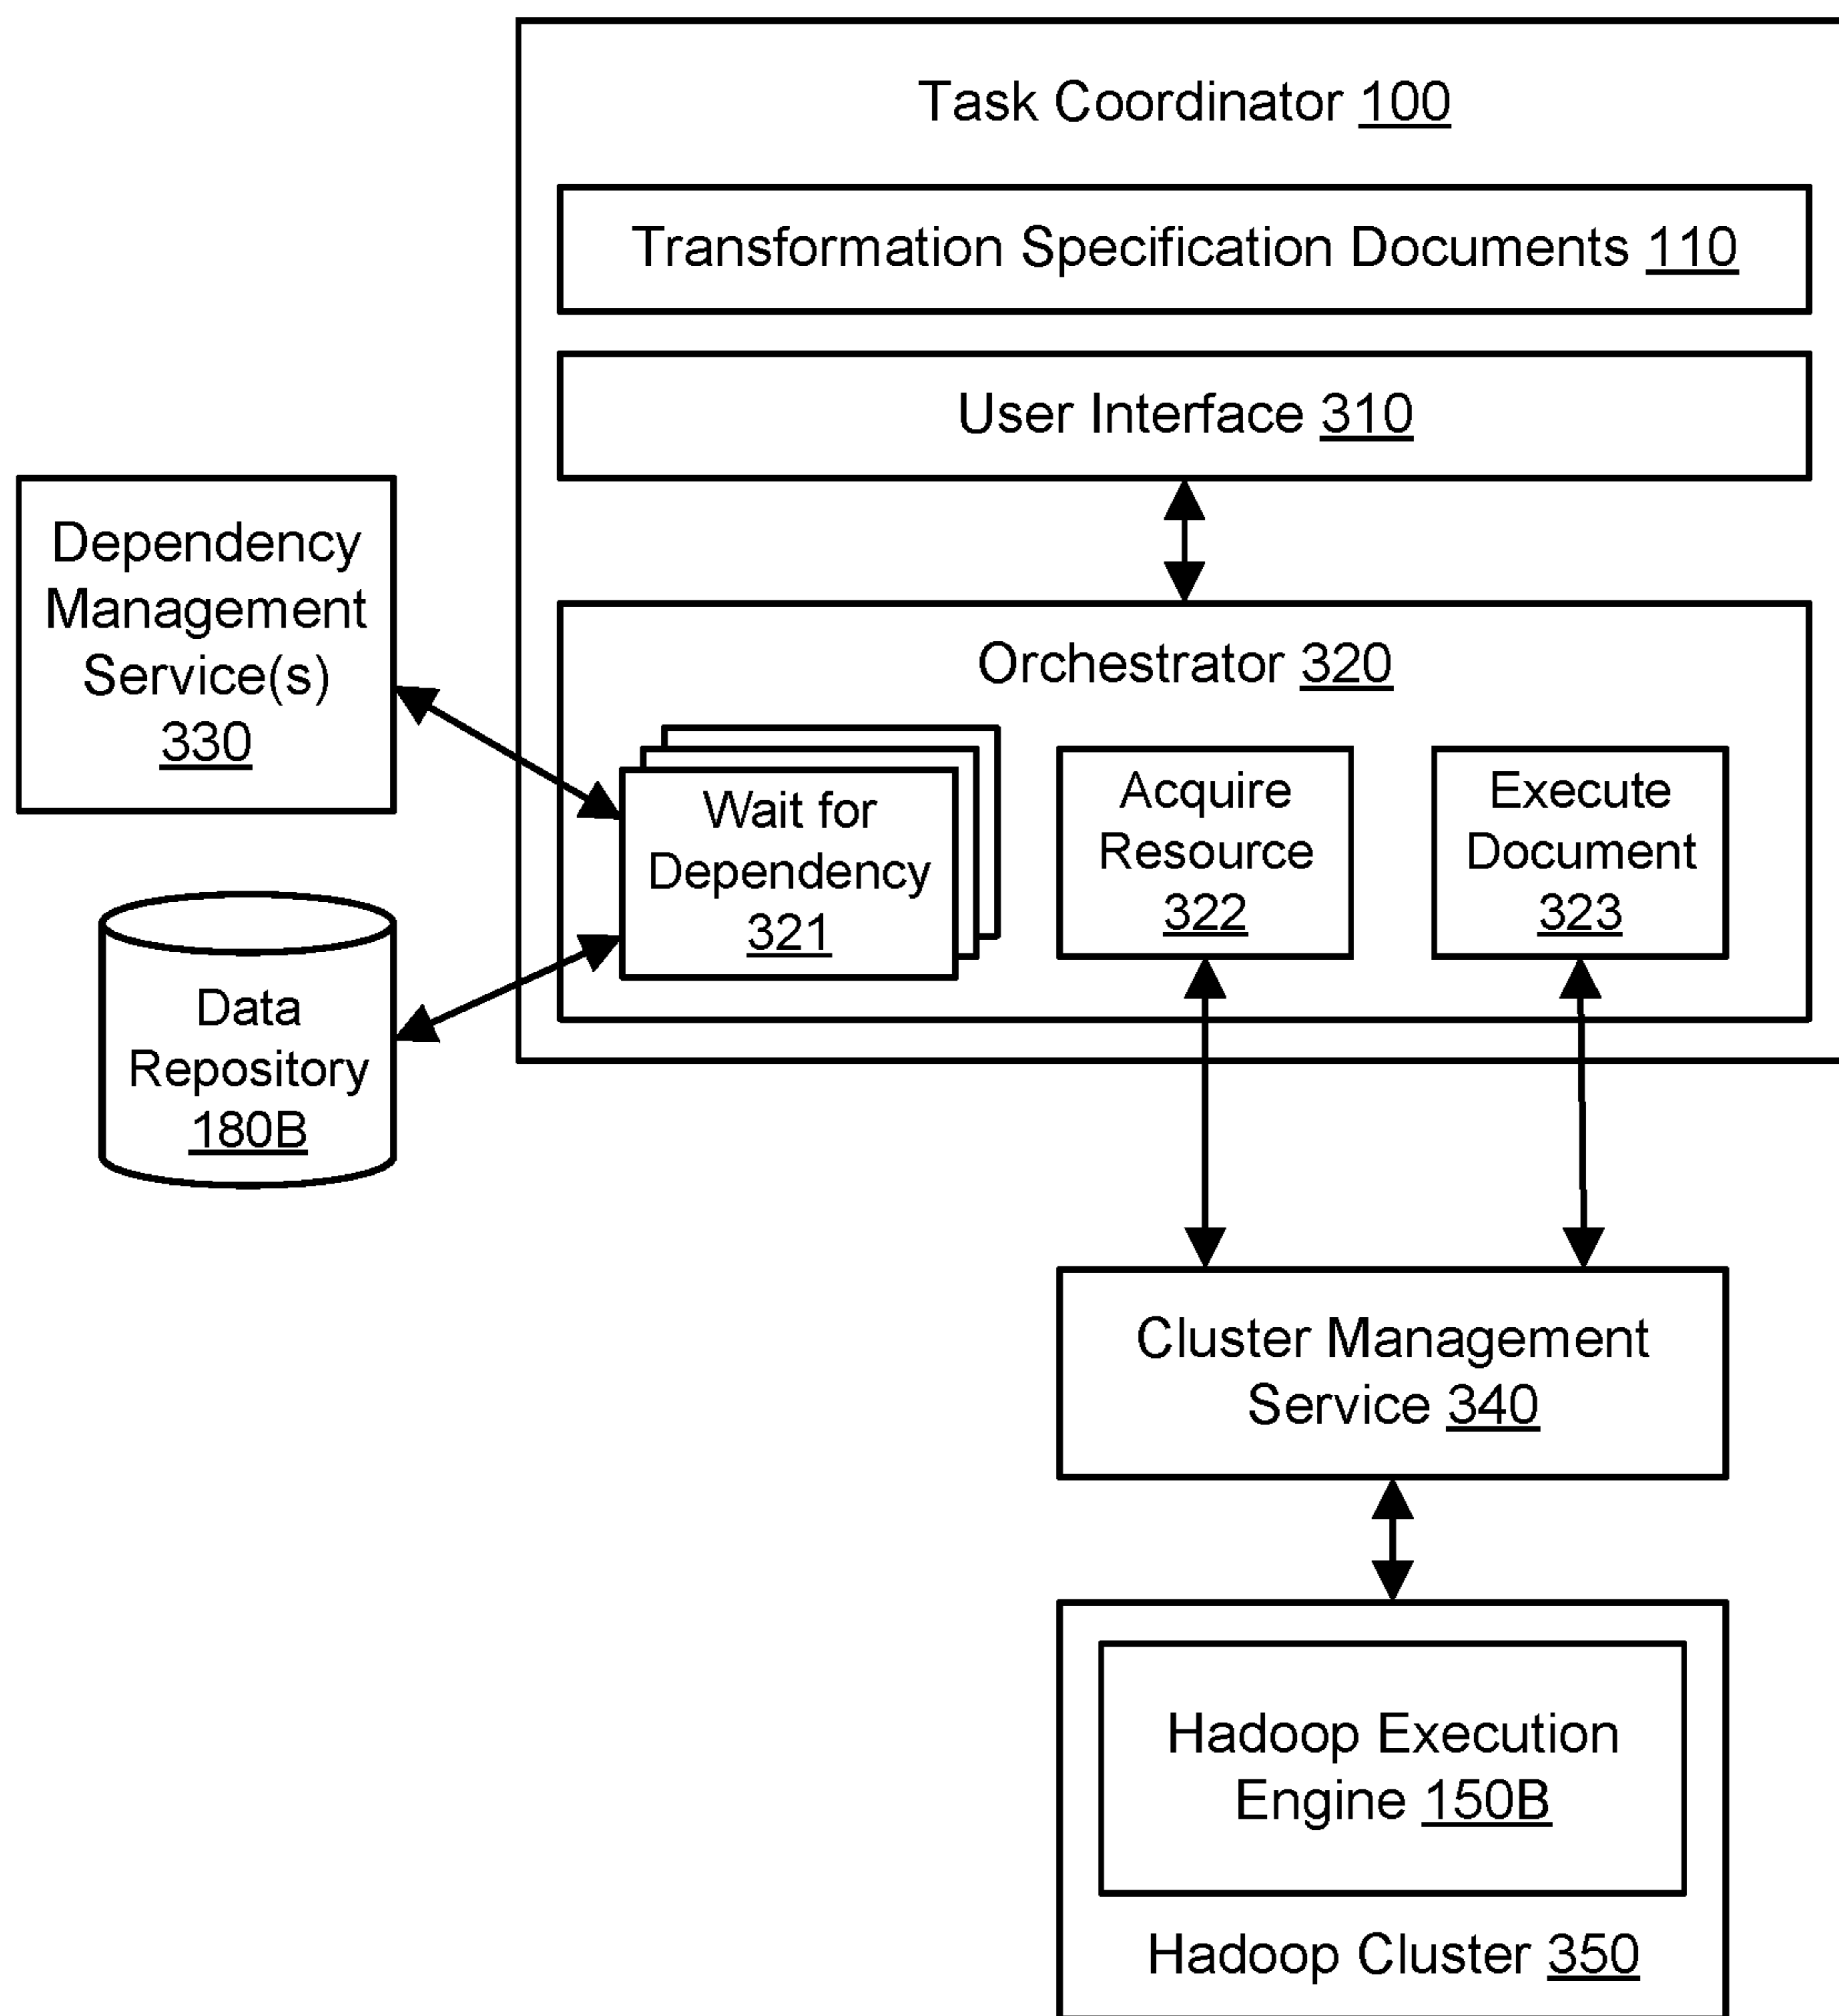 Task Coordinator 100
Transformation Specification Documents 110
User Interface 310
Dependency
Management
Service(s)
330
Orchestrator 320
Wait for
Dependency
321
Acquire
Resource
322
Execute
Document
323
Data
Repository
180B
Cluster Management
Service 340
Hadoop Execution
Engine 150B
Hadoop Cluster 350